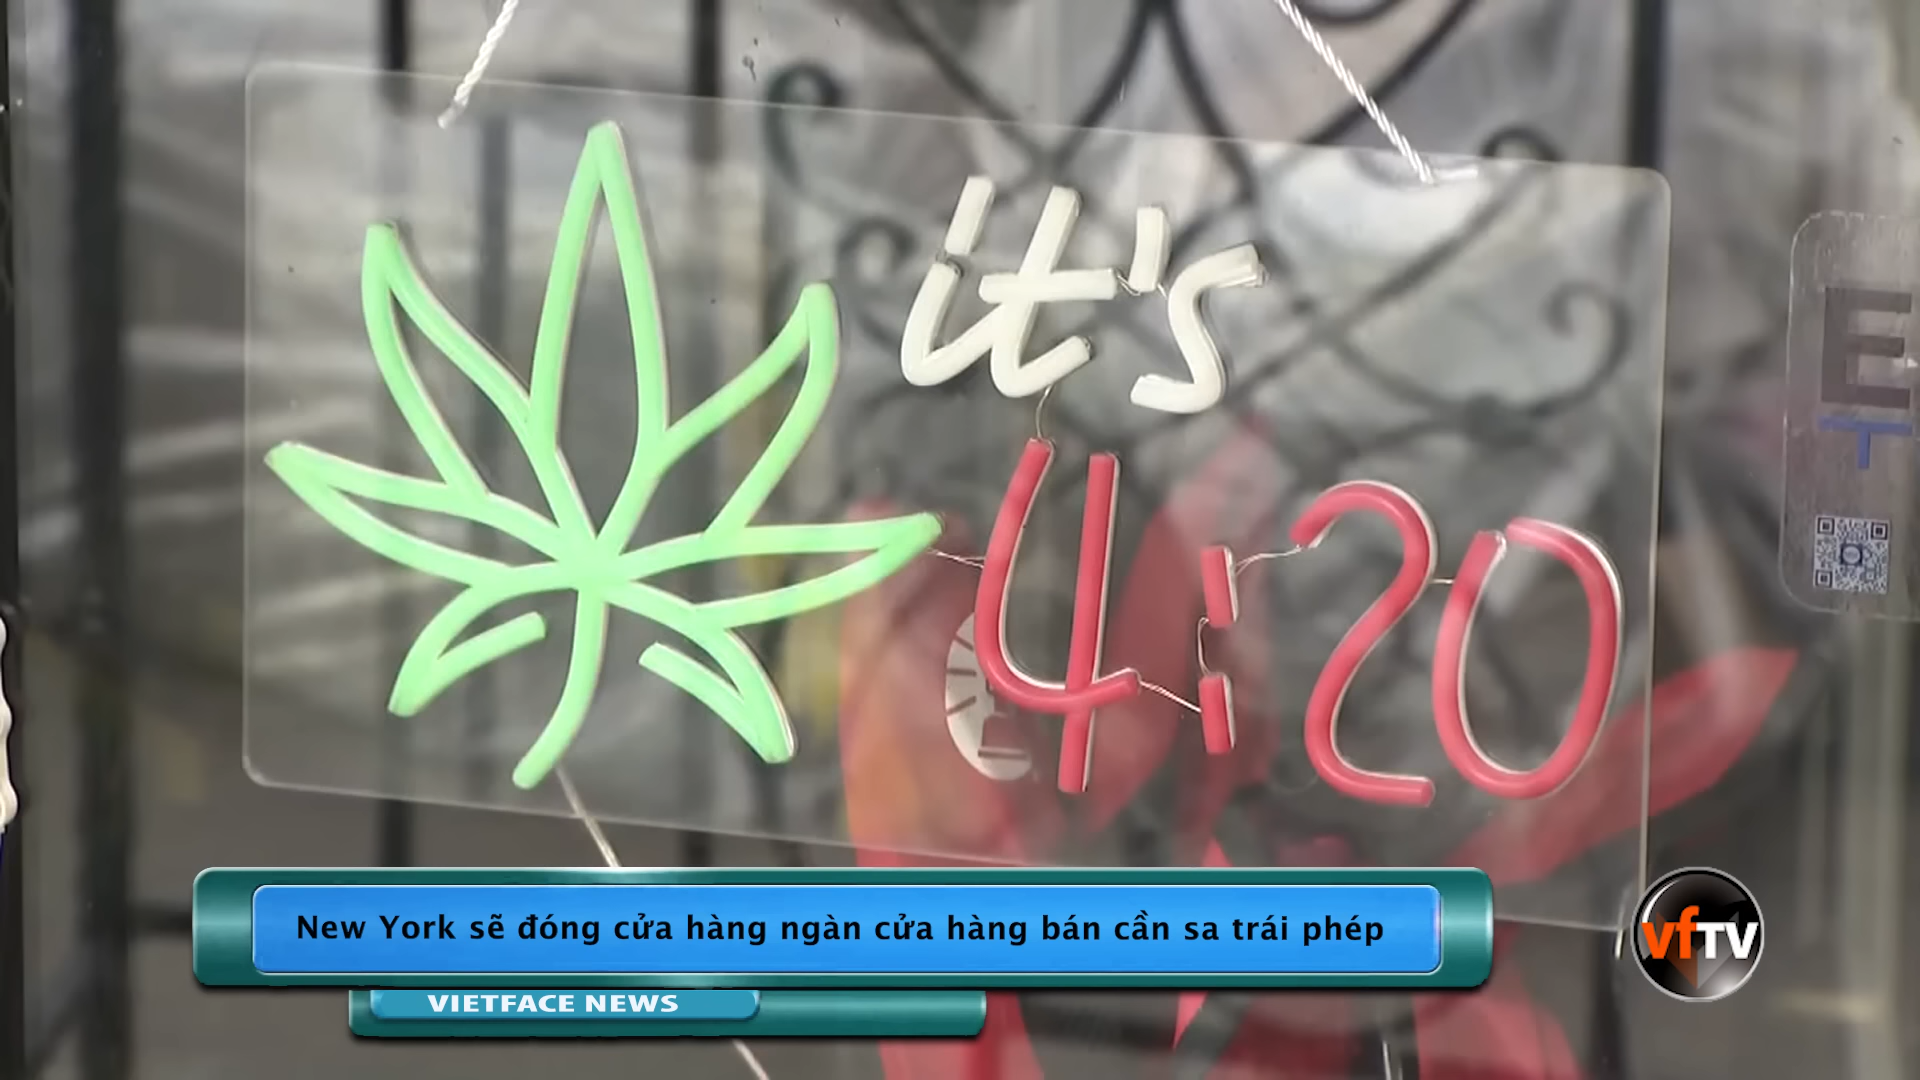 it's
4:20
E
T
New York sẽ đóng cửa hàng ngàn cửa hàng bán cần sa trái phép
VIETFACE NEWS
vfTV